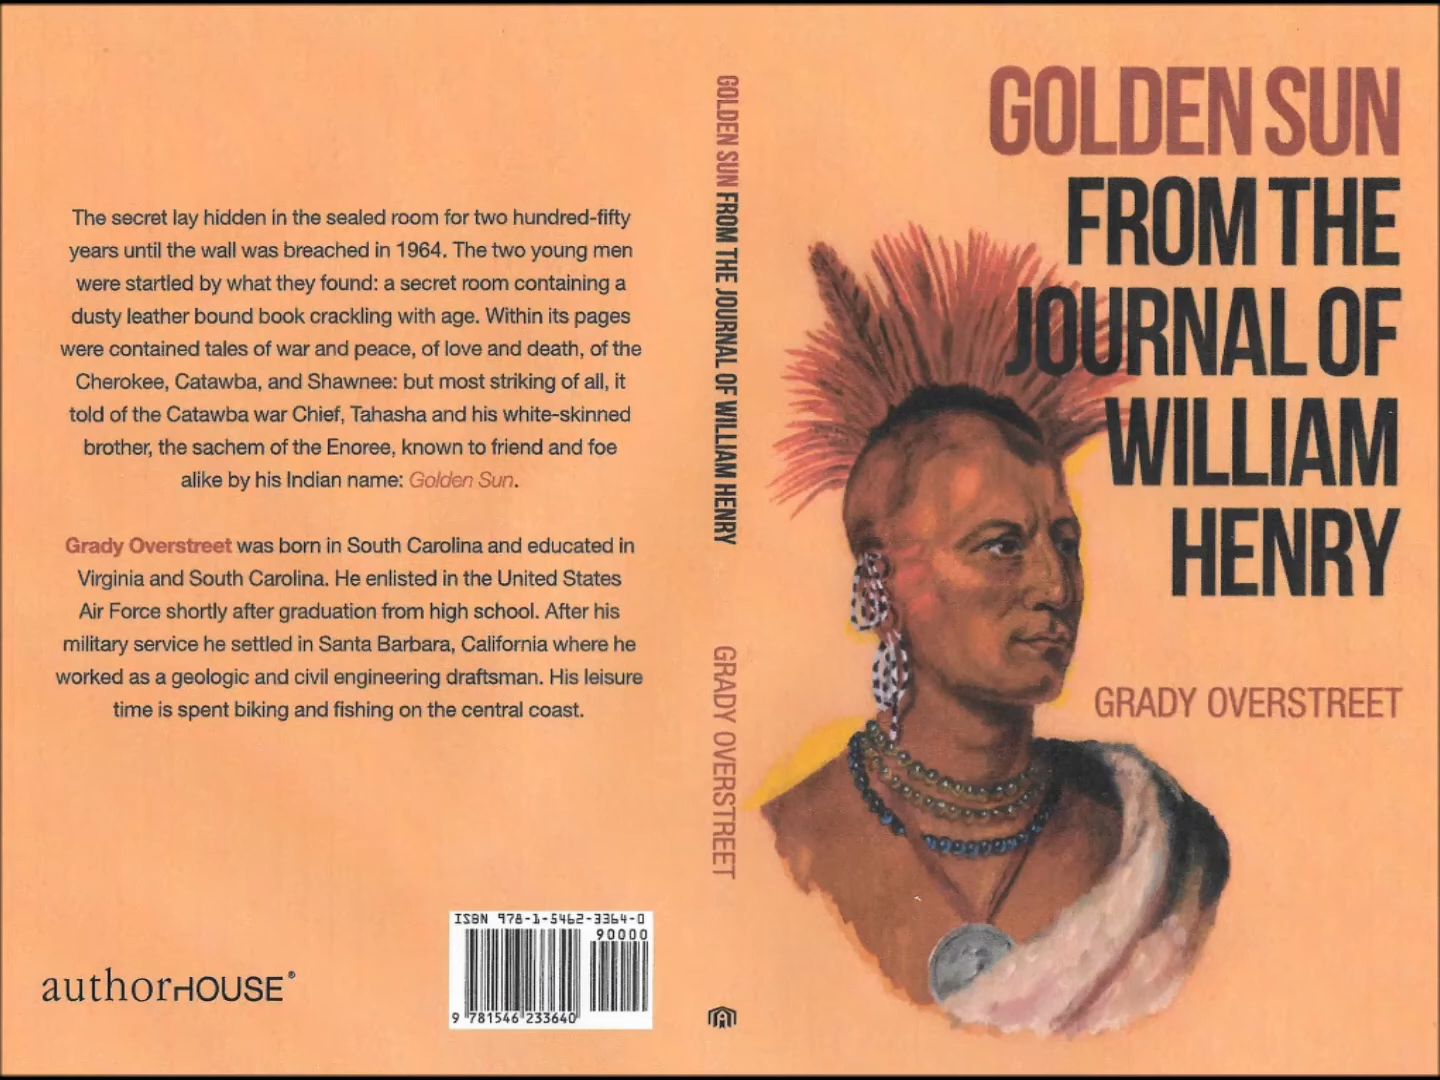 The secret lay hidden in the sealed room for two hundred-fifty
years until the wall was breached in 1964. The two young men
were startled by what they found: a secret room containing a
dusty leather bound book crackling with age. Within its pages
were contained tales of war and peace, of love and death, of the
Cherokee, Catawba, and Shawnee: but most striking of all, it
told of the Catawba war Chief, Tahasha and his white-skinned
brother, the sachem of the Enoree, known to friend and foe
alike by his Indian name: Golden Sun.
Grady Overstreet was born in South Carolina and educated in
Virginia and South Carolina. He enlisted in the United States
Air Force shortly after graduation from high school. After his
military service he settled in Santa Barbara, California where he
worked as a geologic and civil engineering draftsman. His leisure
time is spent biking and fishing on the central coast.
authorHOUSE®
ISBN 978-1-5462-3364-0
90000
9 781546 233640
GOLDEN SUN FROM THE JOURNAL OF WILLIAM HENRY
GRADY OVERSTREET
GOLDEN SUN
FROM THE
JOURNAL OF
WILLIAM
HENRY
GRADY OVERSTREET